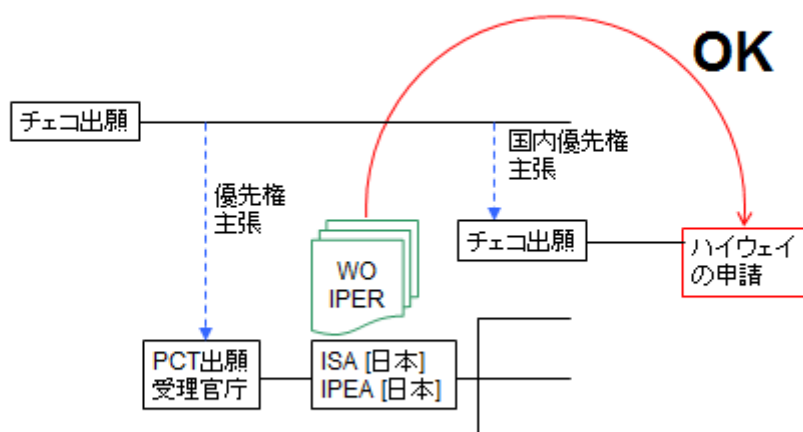 OK
チェコ出願
国内優先権
主張
優先権
主張
チェコ出願
ハイウェイ
の申請
WO
IPER
PCT出願
受理官庁
ISA [日本]
IPEA [日本]